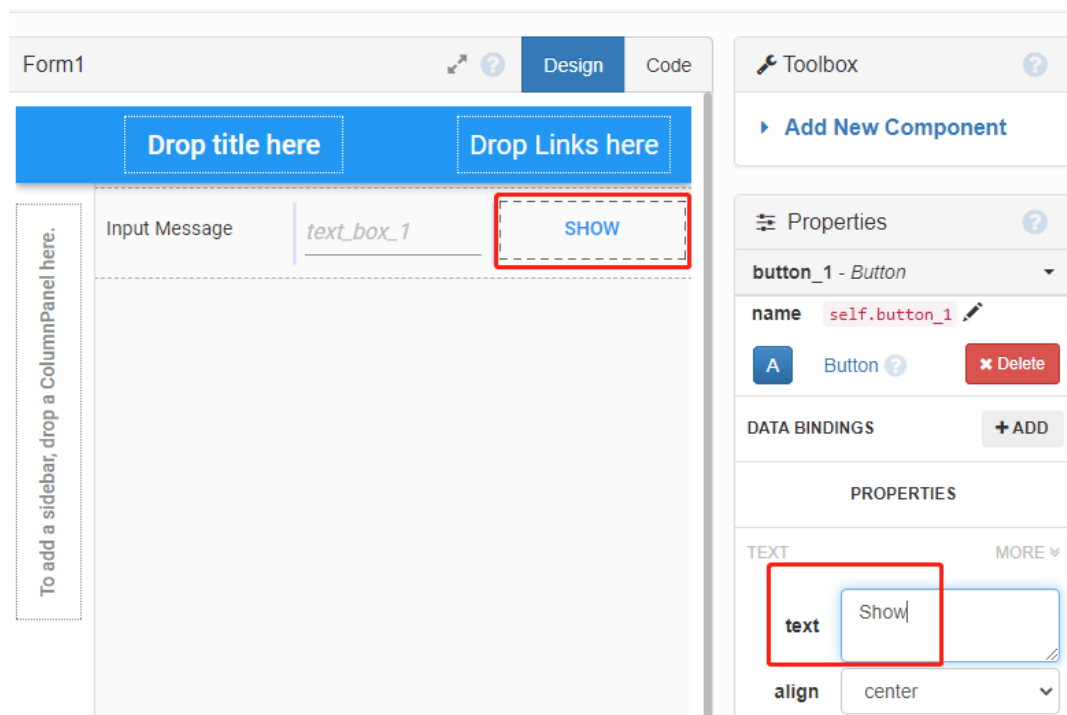 Form1
Design
Code
Toolbox
Add New Component
Drop title here
Drop Links here
To add a sidebar, drop a ColumnPanel here.
Input Message
text_box_1
SHOW
Properties
button_1 - Button
name self.button_1
A Button
Delete
DATA BINDINGS
ADD
PROPERTIES
TEXT
MORE
text Show
align center